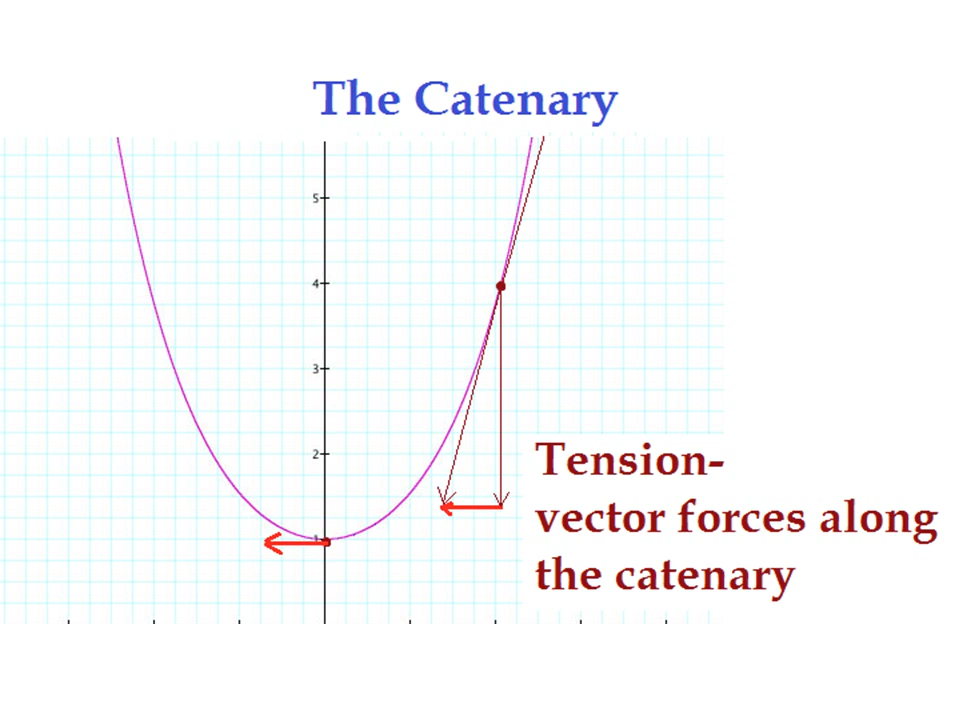 The Catenary
5
4
3
2
1
Tension-
vector forces along
the catenary